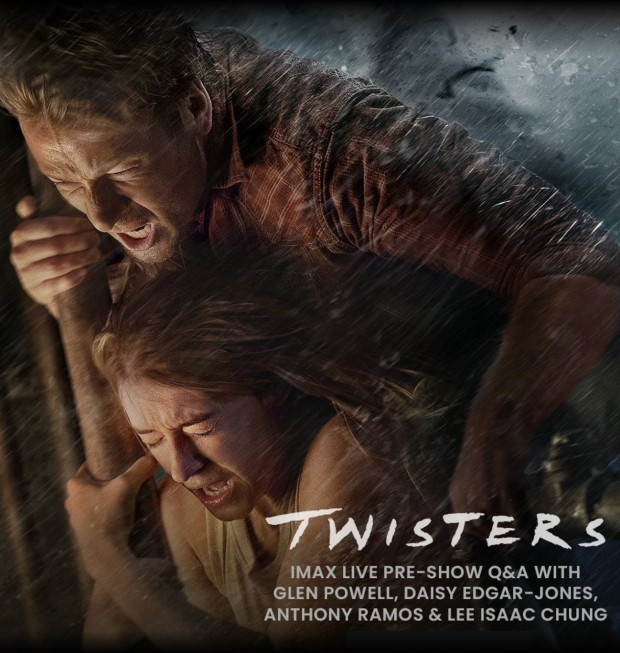 TWISTERS
IMAX LIVE PRE-SHOW Q&A WITH
GLEN POWELL, DAISY EDGAR-JONES,
ANTHONY RAMOS & LEE ISAAC CHUNG